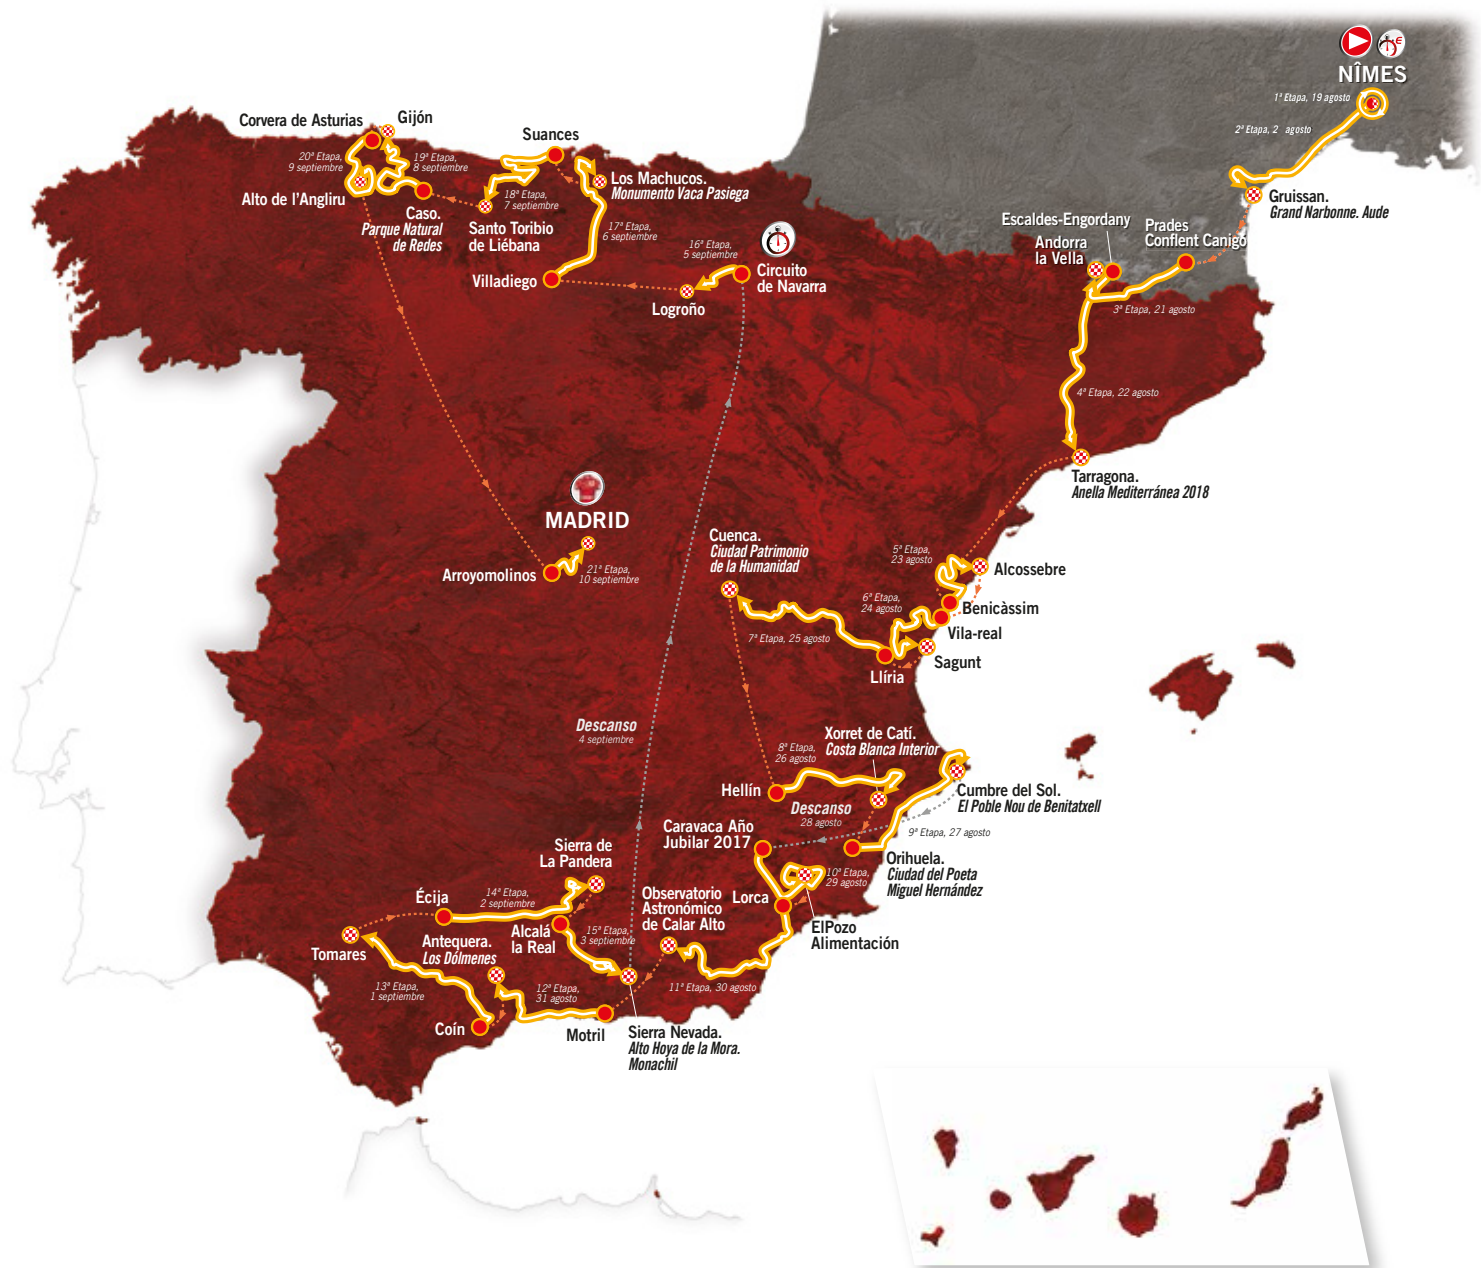 NÎMES
1ª Etapa, 19 agosto
2ª Etapa, 2 agosto
Gruissan.
Grand Narbonne. Aude
Prades
Conflent Canigó
Escaldes-Engordany
Andorra
la Vella
3ª Etapa, 21 agosto
4ª Etapa, 22 agosto
Tarragona.
Anella Mediterránea 2018
5ª Etapa,
23 agosto
Alcossebre
Benicàssim
6ª Etapa,
24 agosto
Vila-real
Sagunt
Llíria
7ª Etapa, 25 agosto
Cuenca.
Ciudad Patrimonio
de la Humanidad
Hellín
8ª Etapa,
26 agosto
Xorret de Catí.
Costa Blanca Interior
Cumbre del Sol.
El Poble Nou de Benitatxell
9ª Etapa, 27 agosto
Orihuela.
Ciudad del Poeta
Miguel Hernández
Descanso
28 agosto
Caravaca Año
Jubilar 2017
10ª Etapa,
29 agosto
ElPozo
Alimentación
Lorca
11ª Etapa, 30 agosto
Observatorio
Astronómico
de Calar Alto
Motril
12ª Etapa,
31 agosto
Antequera.
Los Dólmenes
Coín
13ª Etapa,
1 septiembre
Tomares
Écija
14ª Etapa,
2 septiembre
Sierra de
La Pandera
Alcalá
la Real
15ª Etapa,
3 septiembre
Sierra Nevada.
Alto Hoya de la Mora.
Monachil
Descanso
4 septiembre
Circuito
de Navarra
16ª Etapa,
5 septiembre
Logroño
Villadiego
17ª Etapa,
6 septiembre
Los Machucos.
Monumento Vaca Pasiega
Suances
18ª Etapa,
7 septiembre
Santo Toribio
de Liébana
Caso.
Parque Natural
de Redes
19ª Etapa,
8 septiembre
Gijón
Corvera de Asturias
20ª Etapa,
9 septiembre
Alto de l'Angliru
Arroyomolinos
21ª Etapa,
10 septiembre
MADRID